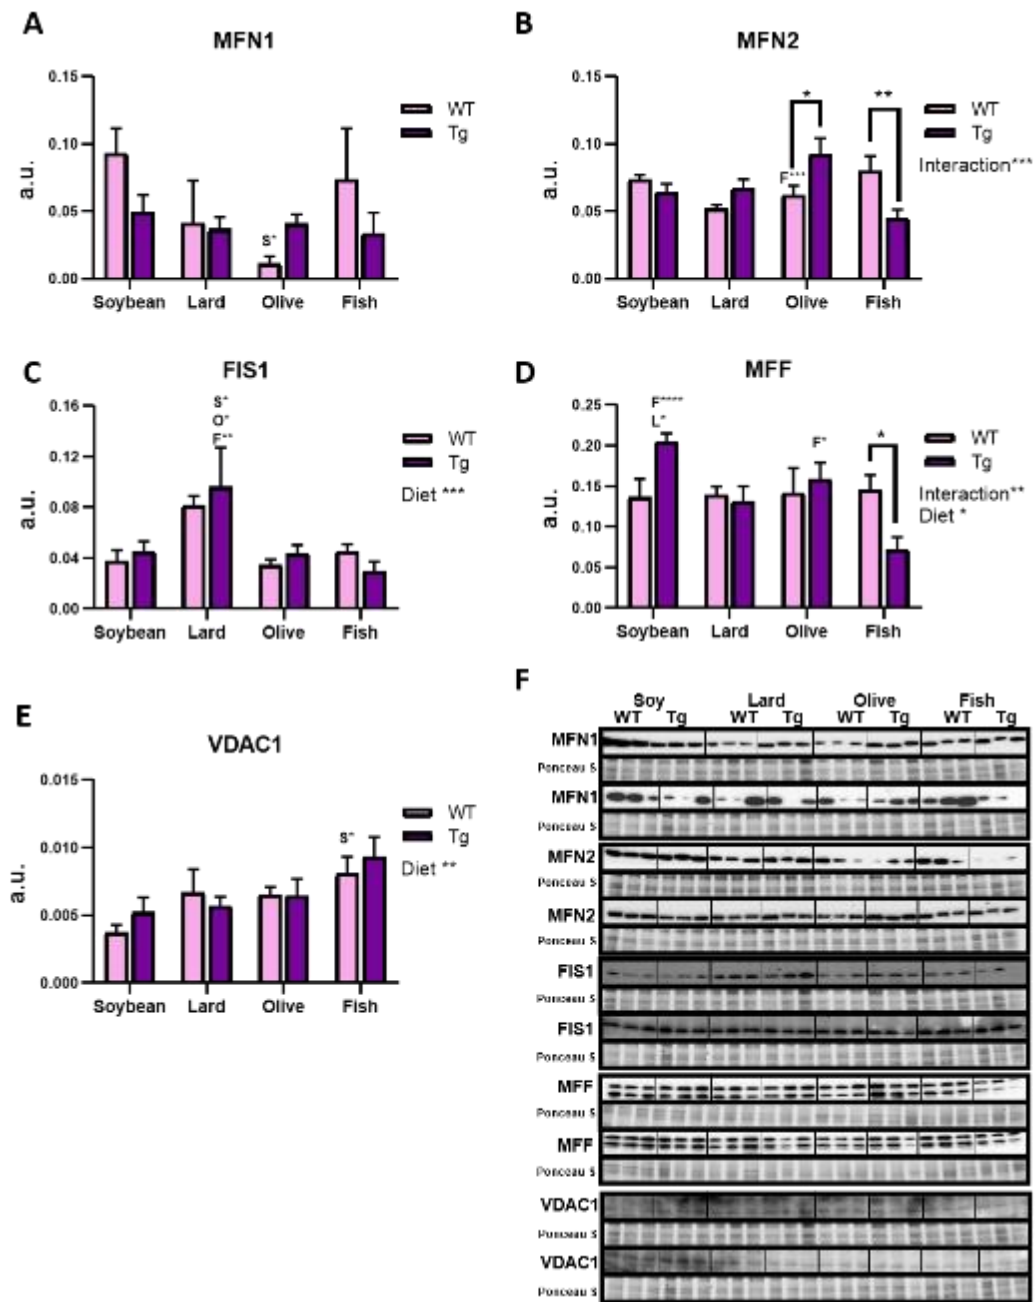 A
MFN1
0.15
0.10
0.05
0.00
a.u.
Soybean Lard Olive Fish
S*
WT
Tg
B
MFN2
0.15
0.10
0.05
0.00
a.u.
Soybean Lard Olive Fish
F***
*
**
WT
Tg
Interaction***
C
FIS1
0.16
0.12
0.08
0.04
0.00
a.u.
Soybean Lard Olive Fish
S*
O*
F**
WT
Tg
Diet ***
D
MFF
0.25
0.20
0.15
0.10
0.05
0.00
a.u.
Soybean Lard Olive Fish
F****
L*
F*
*
WT
Tg
Interaction**
Diet *
E
VDAC1
0.015
0.010
0.005
0.000
a.u.
Soybean Lard Olive Fish
S*
WT
Tg
Diet **
F
Soy Lard Olive Fish
WT Tg WT Tg WT Tg WT Tg
MFN1
Ponceau S
MFN1
Ponceau S
MFN2
Ponceau S
MFN2
Ponceau S
FIS1
Ponceau S
FIS1
Ponceau S
MFF
Ponceau S
MFF
Ponceau S
VDAC1
Ponceau S
VDAC1
Ponceau S